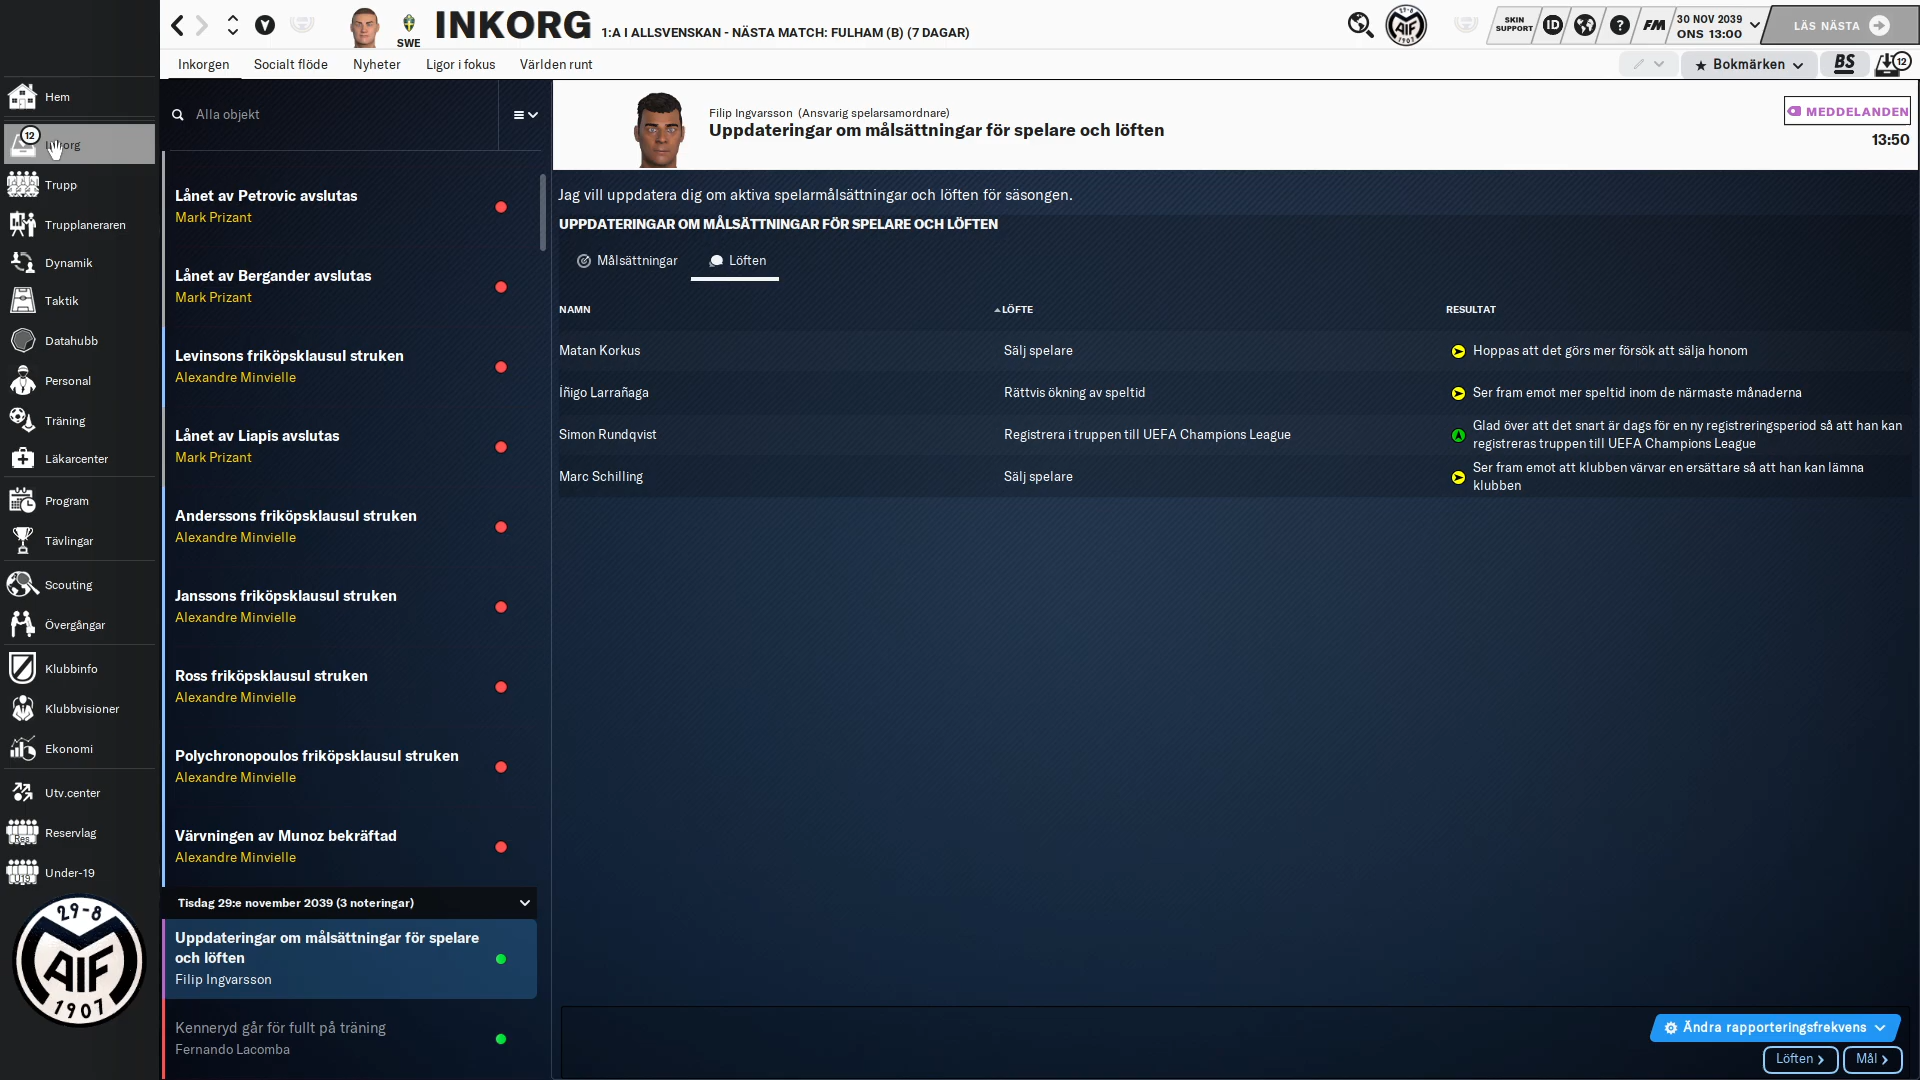 SWE
INKORG
1:A I ALLSVENSKAN - NÄSTA MATCH: FULHAM (B) (7 DAGAR)
29-8
AIF
1907
SKIN SUPPORT
ID
?
FM
30 NOV 2039
ONS 13:00
LÄS NÄSTA
Inkorgen
Socialt flöde
Nyheter
Ligor i fokus
Världen runt
Bokmärken
BS
12
Hem
12
Inkorg
Trupp
Trupplaneraren
Dynamik
Taktik
Datahubb
Personal
Träning
Läkarcenter
Program
Tävlingar
Scouting
Övergångar
Klubbinfo
Klubbvisioner
Ekonomi
Utv.center
Res
Reservlag
U19
Under-19
29-8
AIF
1907
Alla objekt
Lånet av Petrovic avslutas
Mark Prizant
Lånet av Bergander avslutas
Mark Prizant
Levinsons friköpsklausul struken
Alexandre Minvielle
Lånet av Liapis avslutas
Mark Prizant
Anderssons friköpsklausul struken
Alexandre Minvielle
Janssons friköpsklausul struken
Alexandre Minvielle
Ross friköpsklausul struken
Alexandre Minvielle
Polychronopoulos friköpsklausul struken
Alexandre Minvielle
Värvningen av Munoz bekräftad
Alexandre Minvielle
Tisdag 29:e november 2039 (3 noteringar)
Uppdateringar om målsättningar för spelare
och löften
Filip Ingvarsson
Kenneryd går för fullt på träning
Fernando Lacomba
Filip Ingvarsson (Ansvarig spelarsamordnare)
Uppdateringar om målsättningar för spelare och löften
MEDDELANDEN
13:50
Jag vill uppdatera dig om aktiva spelarmålsättningar och löften för säsongen.
UPPDATERINGAR OM MÅLSÄTTNINGAR FÖR SPELARE OCH LÖFTEN
Målsättningar
Löften
NAMN
LÖFTE
RESULTAT
Matan Korkus
Sälj spelare
Hoppas att det görs mer försök att sälja honom
Íñigo Larrañaga
Rättvis ökning av speltid
Ser fram emot mer speltid inom de närmaste månaderna
Simon Rundqvist
Registrera i truppen till UEFA Champions League
Glad över att det snart är dags för en ny registreringsperiod så att han kan
registreras truppen till UEFA Champions League
Marc Schilling
Sälj spelare
Ser fram emot att klubben värvar en ersättare så att han kan lämna
klubben
Ändra rapporteringsfrekvens
Löften
Mål